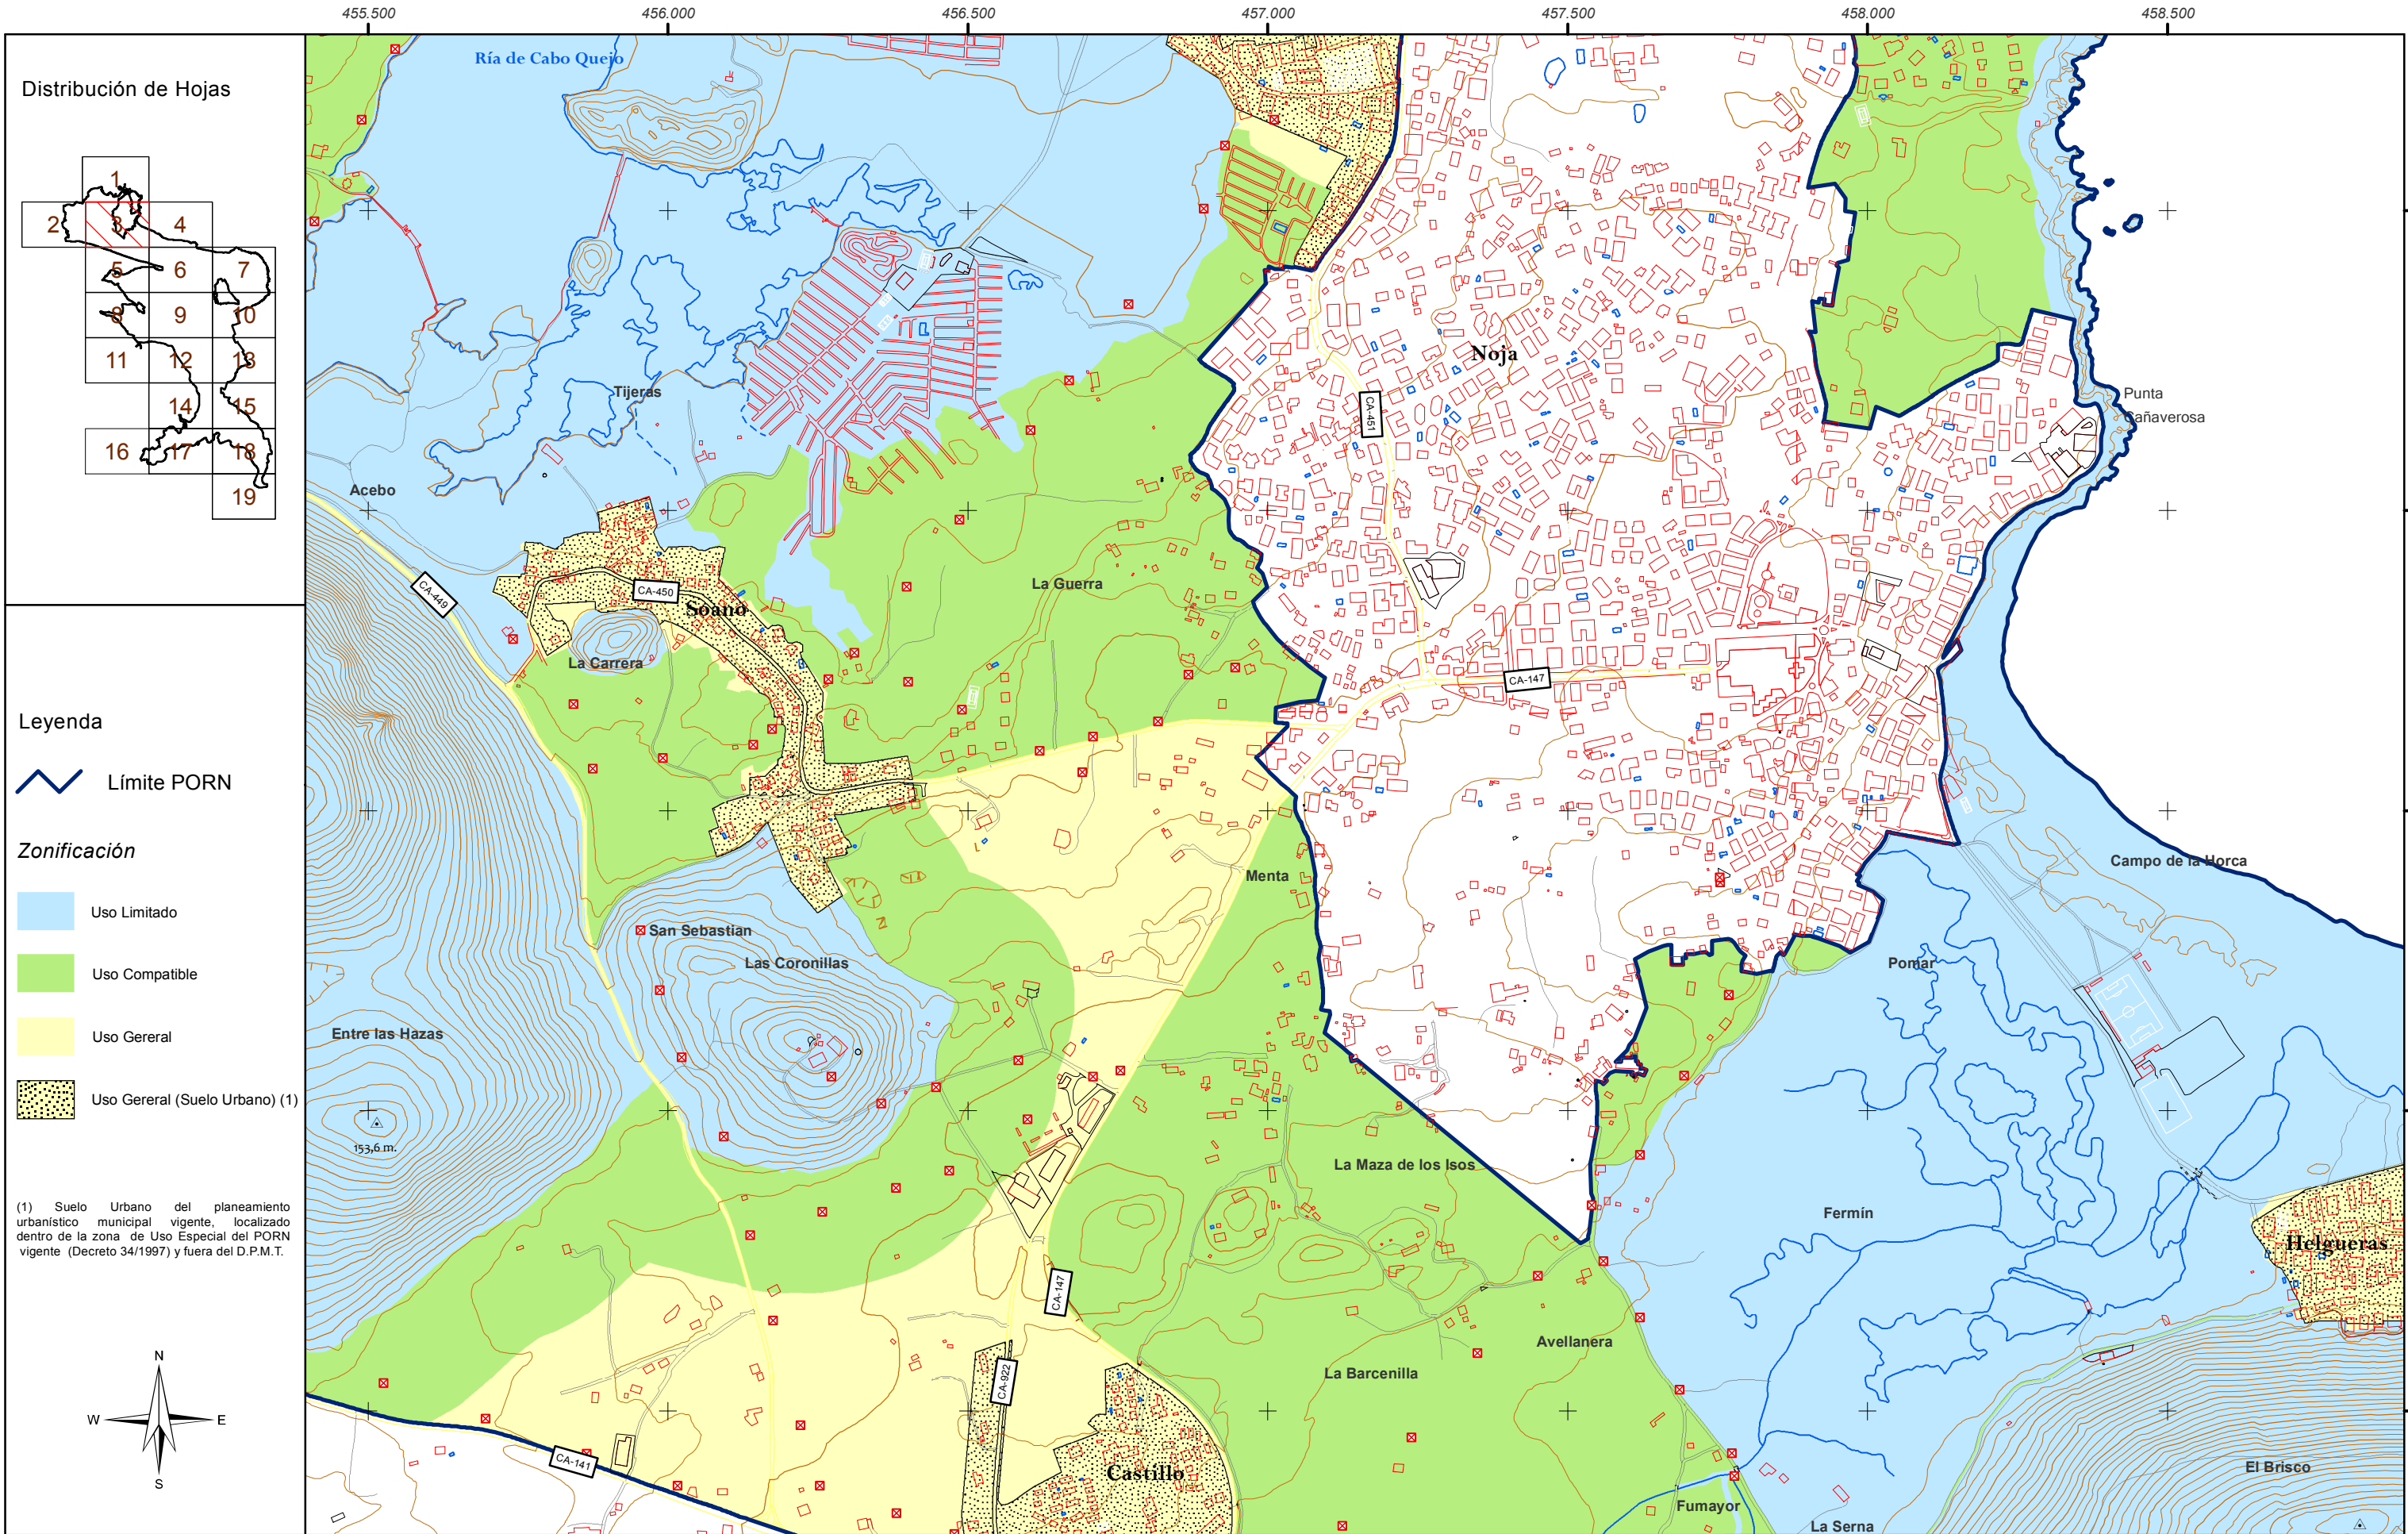 455.500 456.000 456.500 457.000 457.500 458.000 458.500
Distribución de Hojas
1
2 3 4
5 6 7
8 9 10
11 12 13
14 15
16 17 18
19
Leyenda
Límite PORN
Zonificación
Uso Limitado
Uso Compatible
Uso Gereral
Uso Gereral (Suelo Urbano) (1)
(1) Suelo Urbano del planeamiento
urbanístico municipal vigente, localizado
dentro de la zona de Uso Especial del PORN
vigente (Decreto 34/1997) y fuera del D.P.M.T.
N
W E
S
Ría de Cabo Quejo
Noja
Tijeras
Punta
Cañaverosa
CA-451
Acebo
La Guerra
CA-449
CA-450
Soano
La Carrera
CA-147
Campo de la Horca
Menta
San Sebastian
Las Coronillas
Pomar
Entre las Hazas
153,6 m.
La Maza de los Isos
Fermín
Helgueras
CA-147
Avellanera
La Barcenilla
CA-922
CA-141
Castillo
El Brisco
Fumayor
La Serna